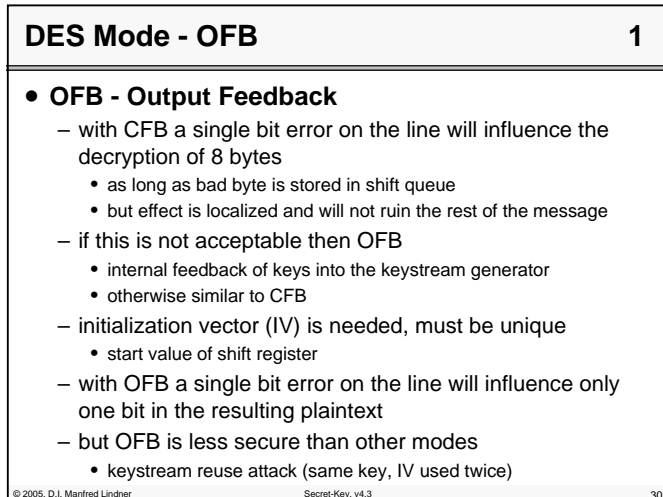 DES Mode - OFB 1
• OFB - Output Feedback
– with CFB a single bit error on the line will influence the
decryption of 8 bytes
• as long as bad byte is stored in shift queue
• but effect is localized and will not ruin the rest of the message
– if this is not acceptable then OFB
• internal feedback of keys into the keystream generator
• otherwise similar to CFB
– initialization vector (IV) is needed, must be unique
• start value of shift register
– with OFB a single bit error on the line will influence only
one bit in the resulting plaintext
– but OFB is less secure than other modes
• keystream reuse attack (same key, IV used twice)
© 2005, D.I. Manfred Lindner Secret-Key, v4.3 30